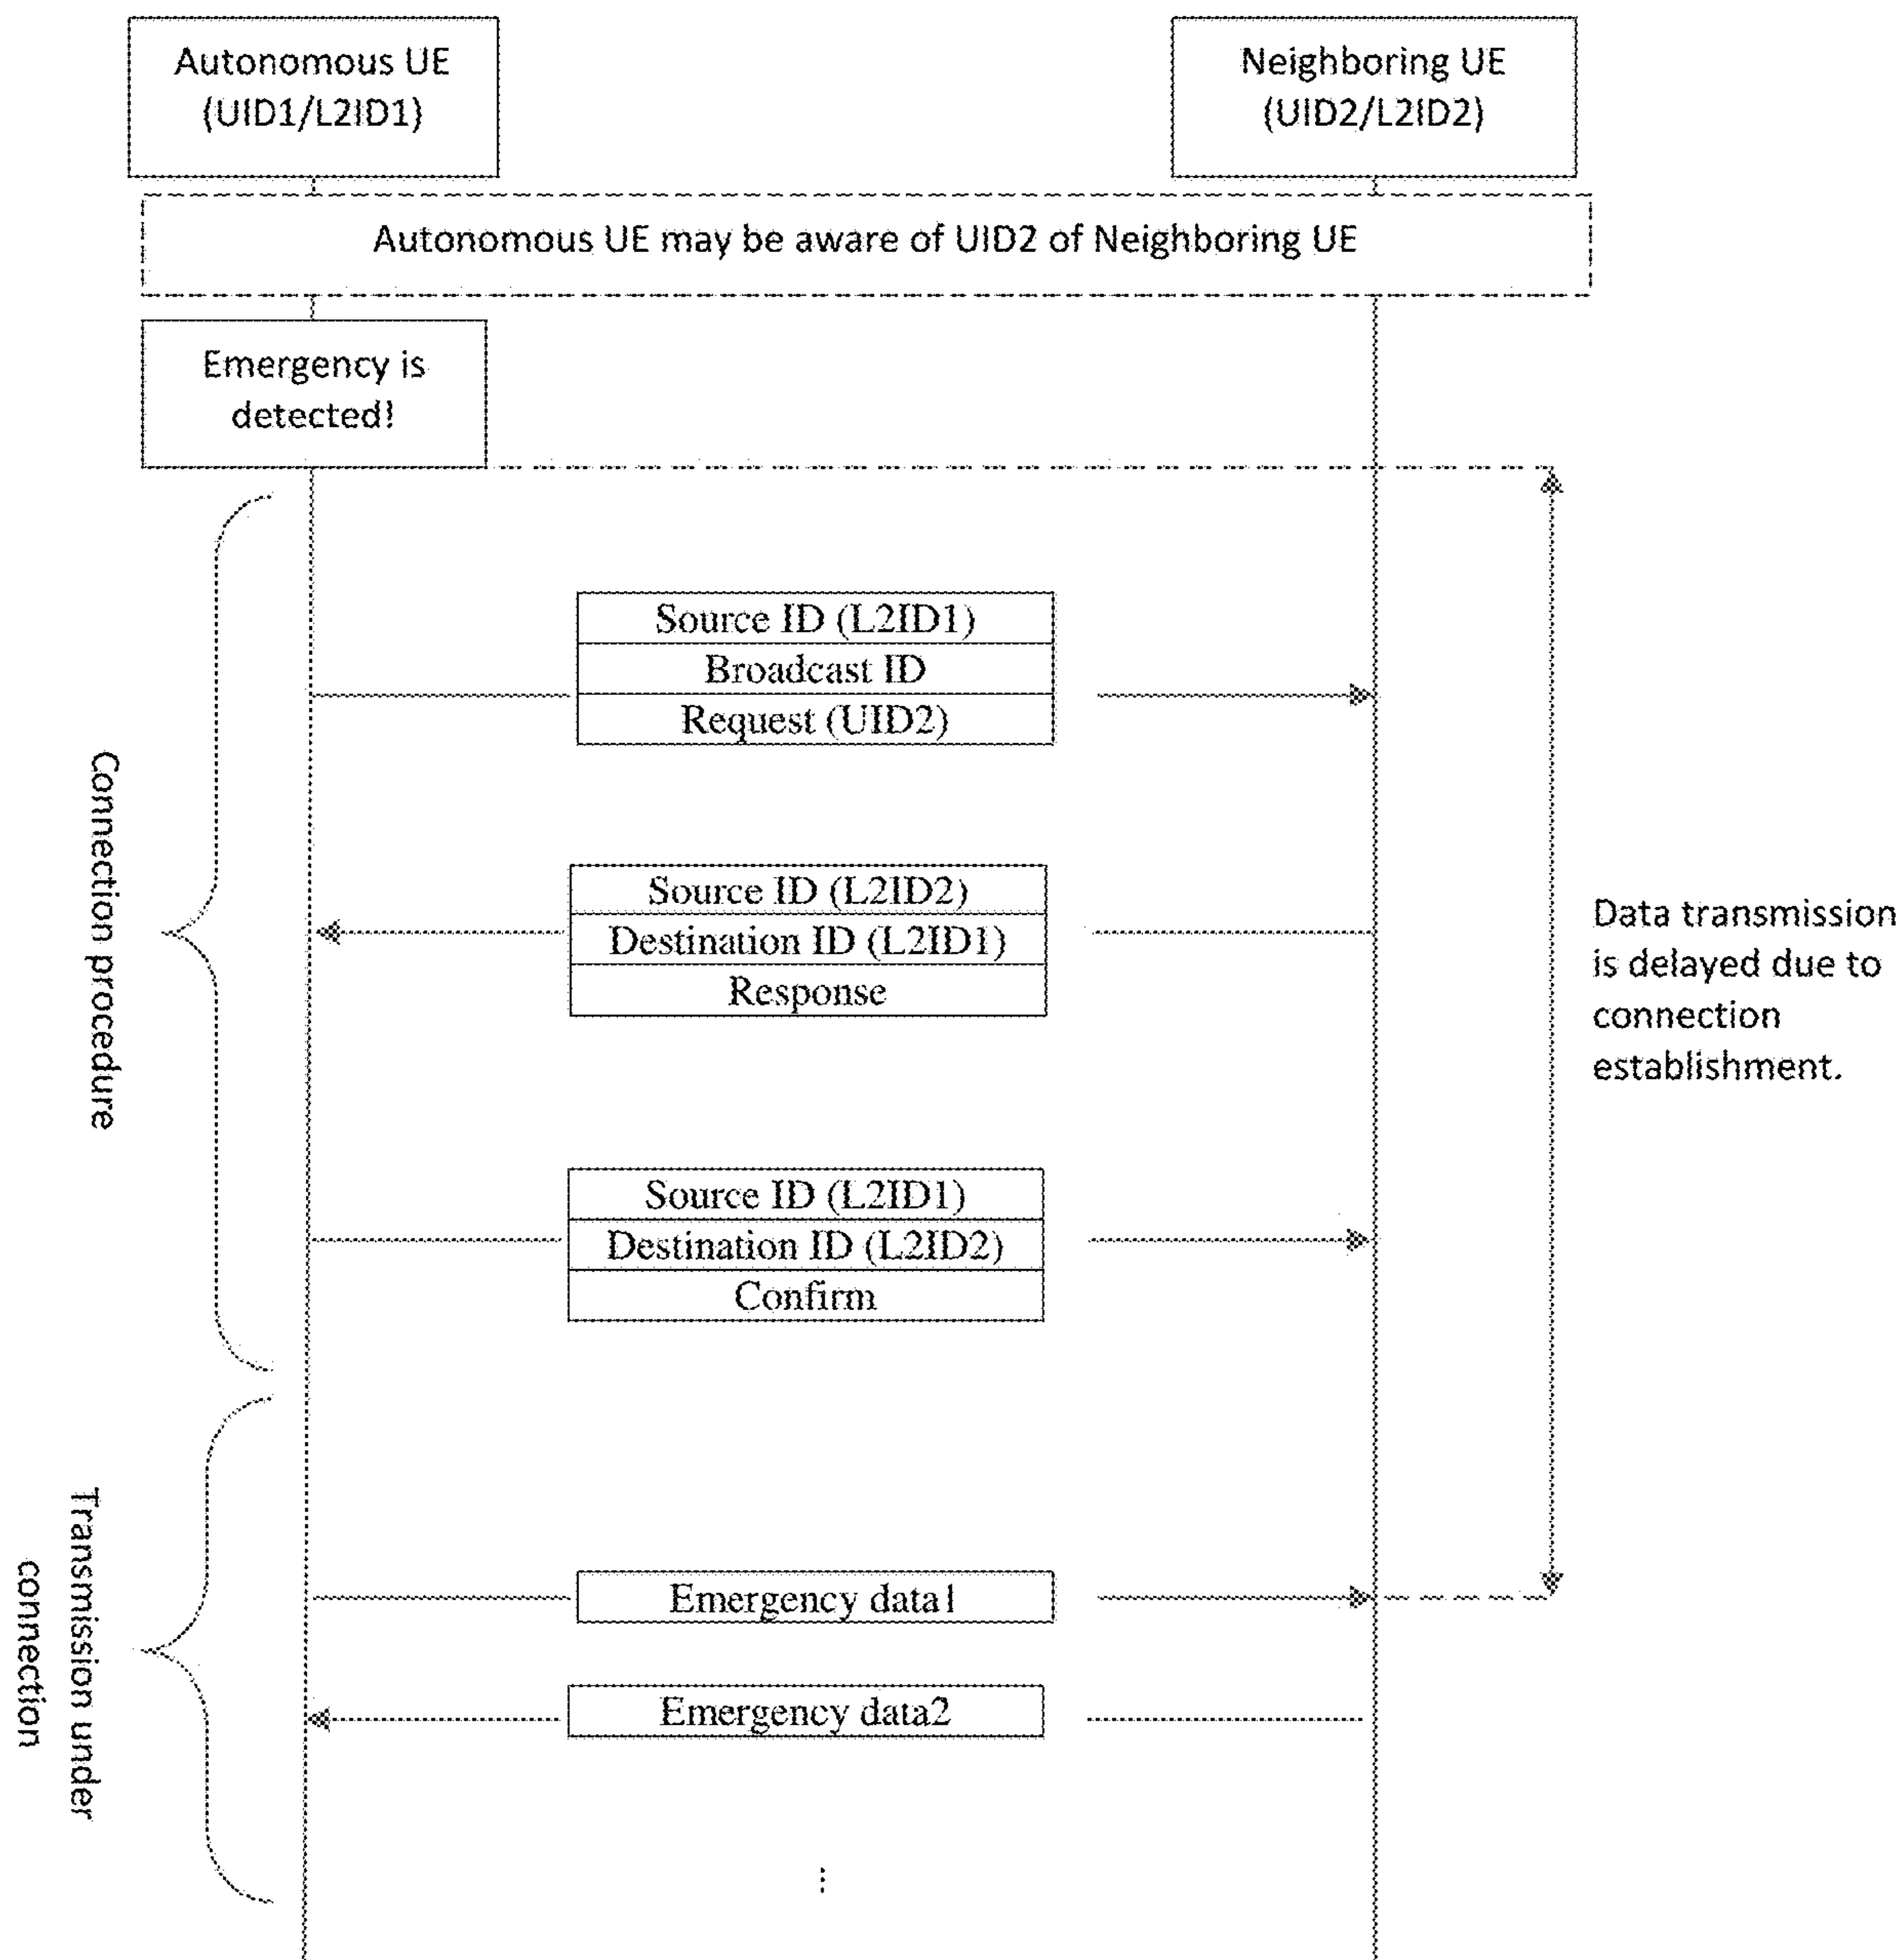 Autonomous UE
(UID1/L2ID1)
Neighboring UE
(UID2/L2ID2)
Autonomous UE may be aware of UID2 of Neighboring UE
Emergency is
detected!
Source ID (L2ID1)
Broadcast ID
Request (UID2)
Connection procedure
Source ID (L2ID2)
Destination ID (L2ID1)
Response
Data transmission
is delayed due to
connection
establishment.
Source ID (L2ID1)
Destination ID (L2ID2)
Confirm
Transmission under
connection
Emergency data1
Emergency data2
⋮